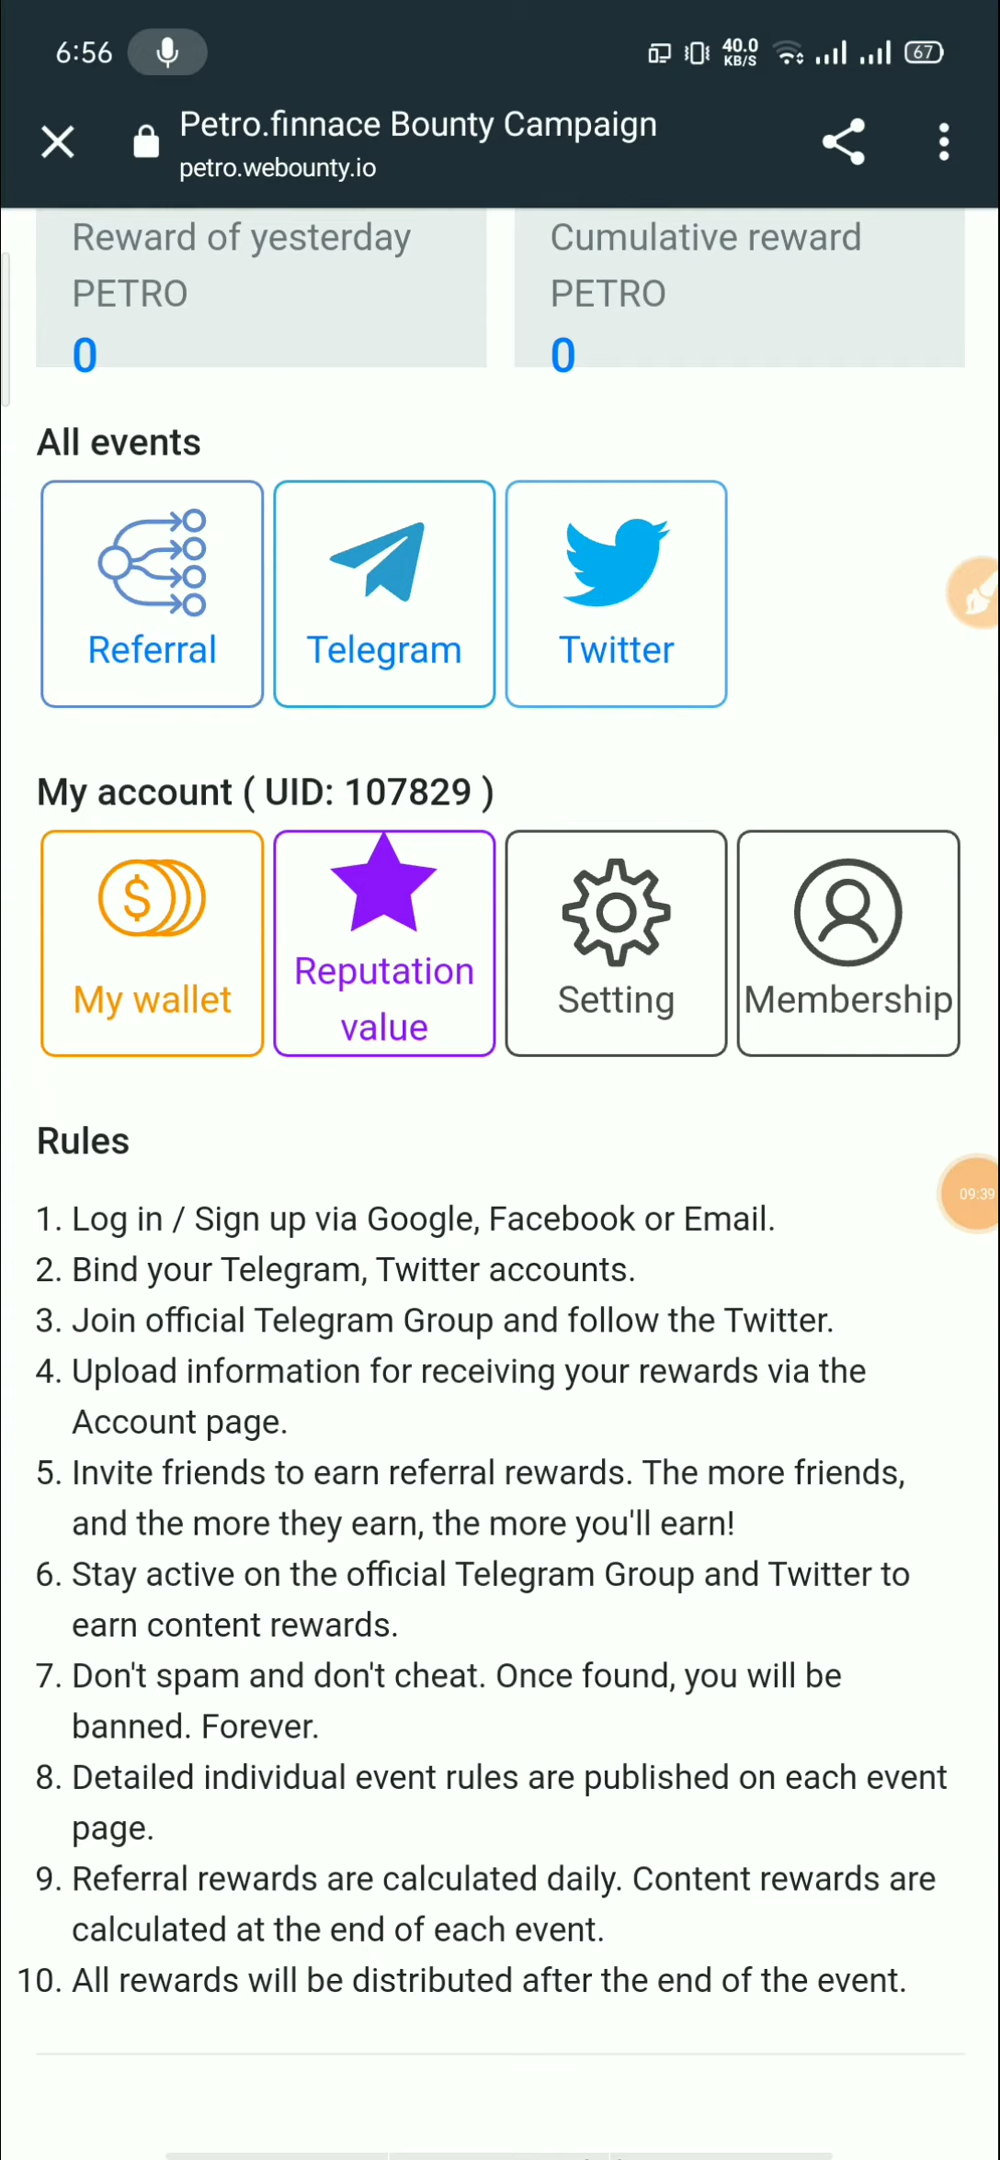 6:56
40.0
KB/S
67
Petro.finnace Bounty Campaign
petro.webounty.io
Reward of yesterday
PETRO
0
Cumulative reward
PETRO
0
All events
Referral
Telegram
Twitter
My account ( UID: 107829 )
$
My wallet
Reputation
value
Setting
Membership
Rules
09:39
1. Log in / Sign up via Google, Facebook or Email.
2. Bind your Telegram, Twitter accounts.
3. Join official Telegram Group and follow the Twitter.
4. Upload information for receiving your rewards via the
Account page.
5. Invite friends to earn referral rewards. The more friends,
and the more they earn, the more you'll earn!
6. Stay active on the official Telegram Group and Twitter to
earn content rewards.
7. Don't spam and don't cheat. Once found, you will be
banned. Forever.
8. Detailed individual event rules are published on each event
page.
9. Referral rewards are calculated daily. Content rewards are
calculated at the end of each event.
10. All rewards will be distributed after the end of the event.